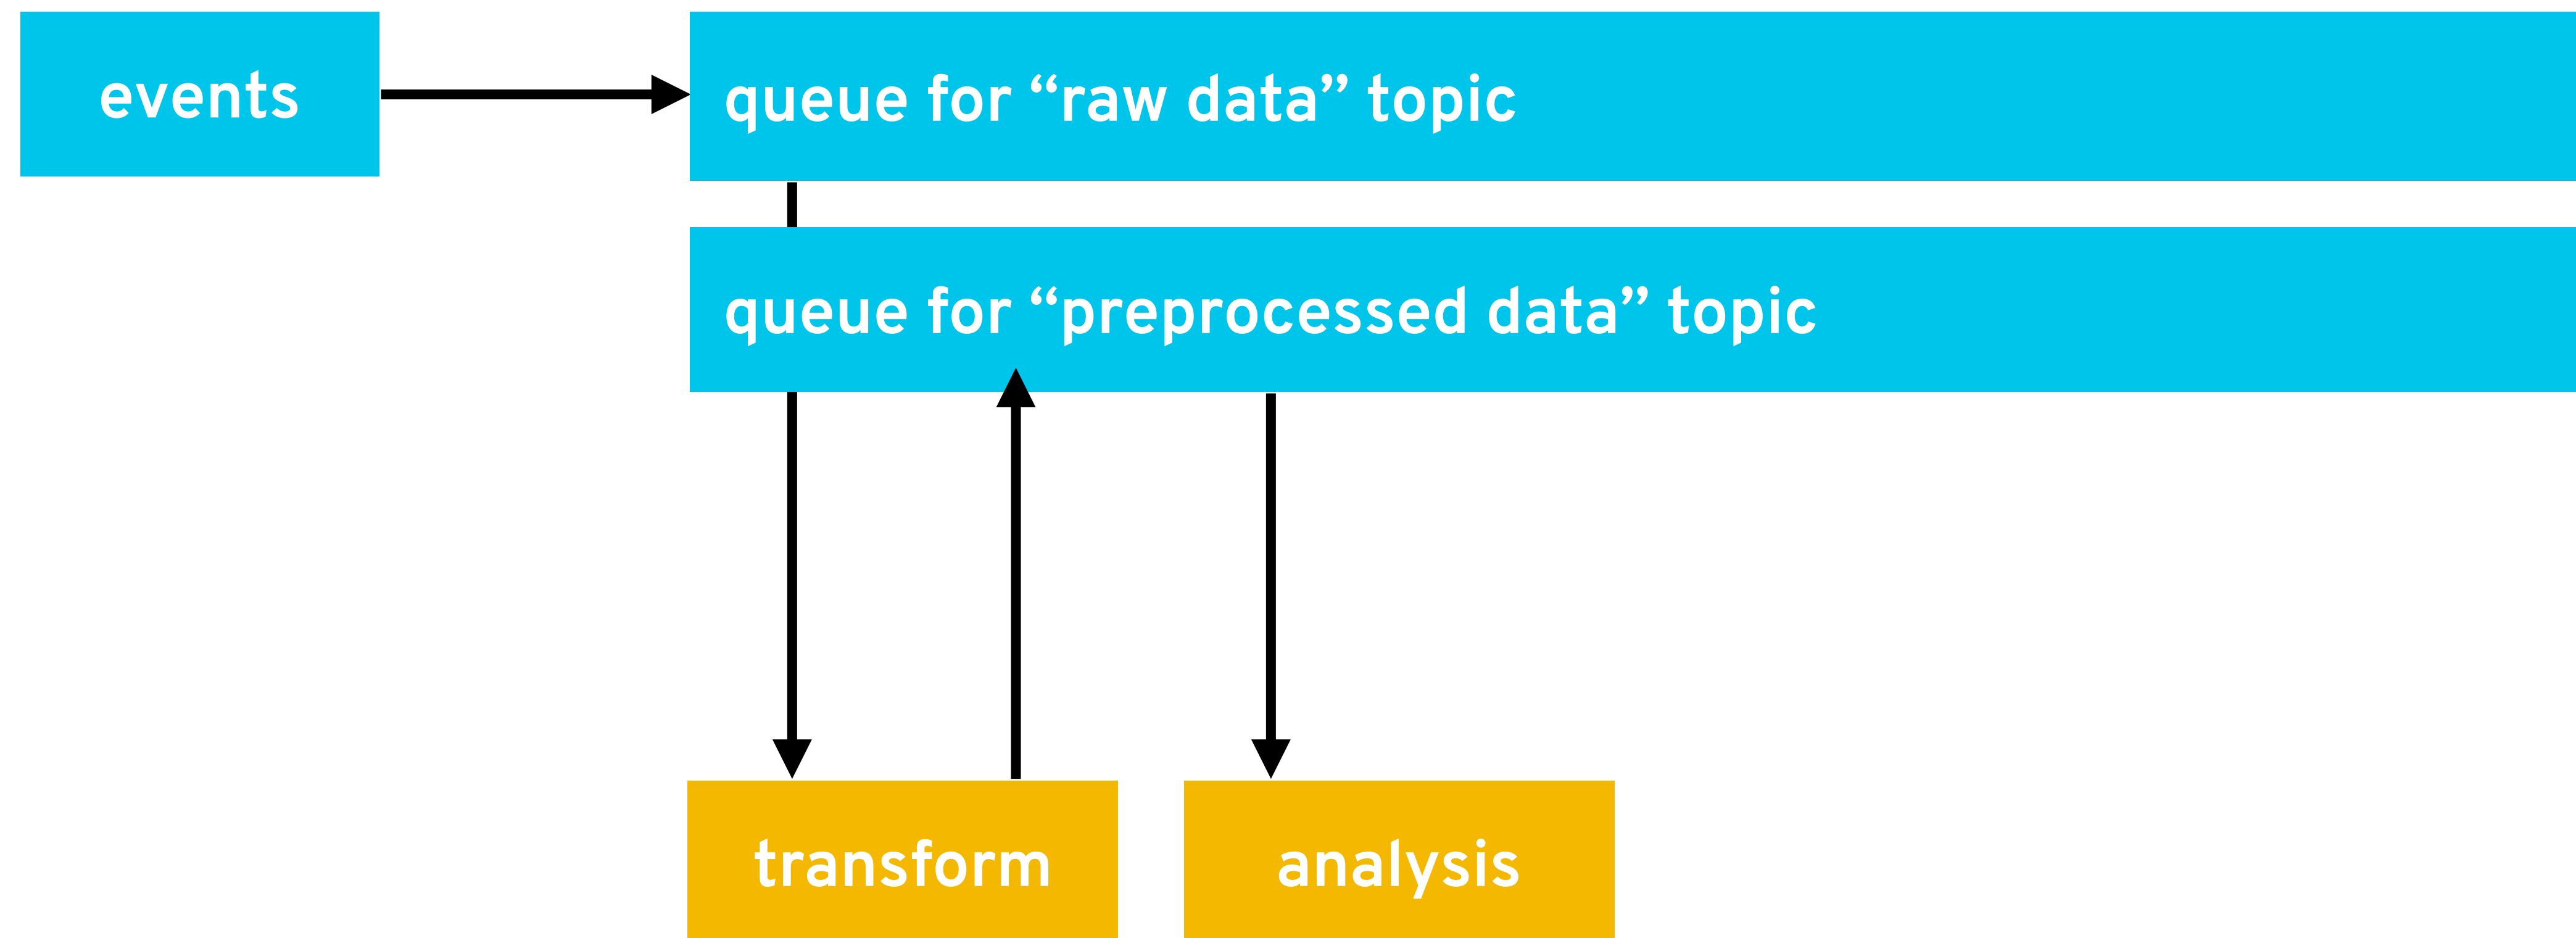 events
queue for “raw data” topic
queue for “preprocessed data” topic
transform
analysis